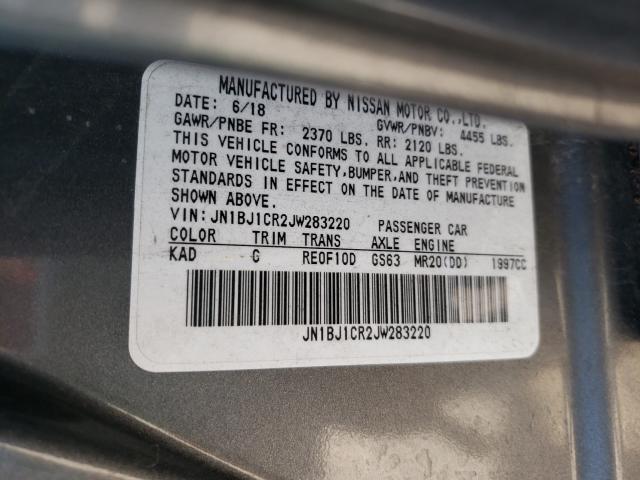 MANUFACTURED BY NISSAN MOTOR CO.,LTD.
DATE: 6/18 GVWR/PNBV: 4455 LBS.
GAWR/PNBE FR: 2370 LBS. RR: 2120 LBS.
THIS VEHICLE CONFORMS TO ALL APPLICABLE FEDERAL
MOTOR VEHICLE SAFETY,BUMPER,AND THEFT PREVENTION
STANDARDS IN EFFECT ON THE DATE OF MANUFACTURE
SHOWN ABOVE.
VIN: JN1BJ1CR2JW283220 PASSENGER CAR
COLOR TRIM TRANS AXLE ENGINE
KAD G RE0F10D GS63 MR20(DD) 1997CC
JN1BJ1CR2JW283220